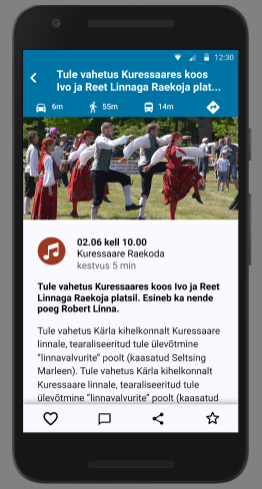 12:30
Tule vahetus Kuressaares koos
Ivo ja Reet Linnaga Raekoja plat...
6m 55m 14m
02.06 kell 10.00
Kuressaare Raekoda
kestvus 5 min
Tule vahetus Kuressaares koos Ivo ja Reet
Linnaga Raekoja platsil. Esineb ka nende
poeg Robert Linna.
Tule vahetus Kärla kihelkonnalt Kuressaare
linnale, tearaliseeritud tule ülevõtmine
“linnavalvurite” poolt (kaasatud Seltsing
Marleen). Tule vahetus Kärla kihelkonnalt
Kuressaare linnale, tearaliseeritud tule
ülevõtmine “linnavalvurite” poolt (kaasatud